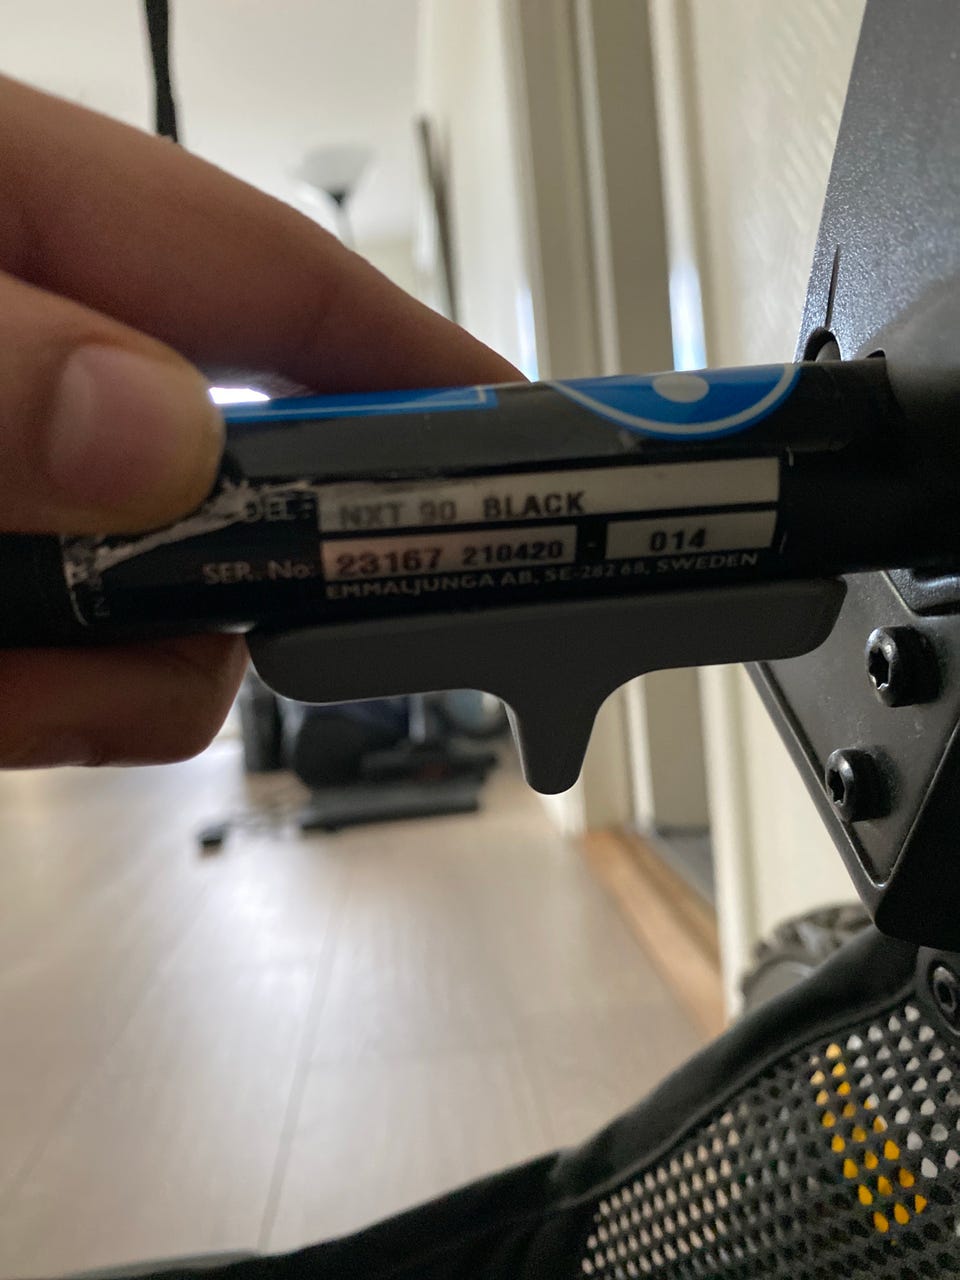 NXT 90 BLACK
SER. No: 23167 210420 - 014
EMMALJUNGA AB, SE-282 68, SWEDEN